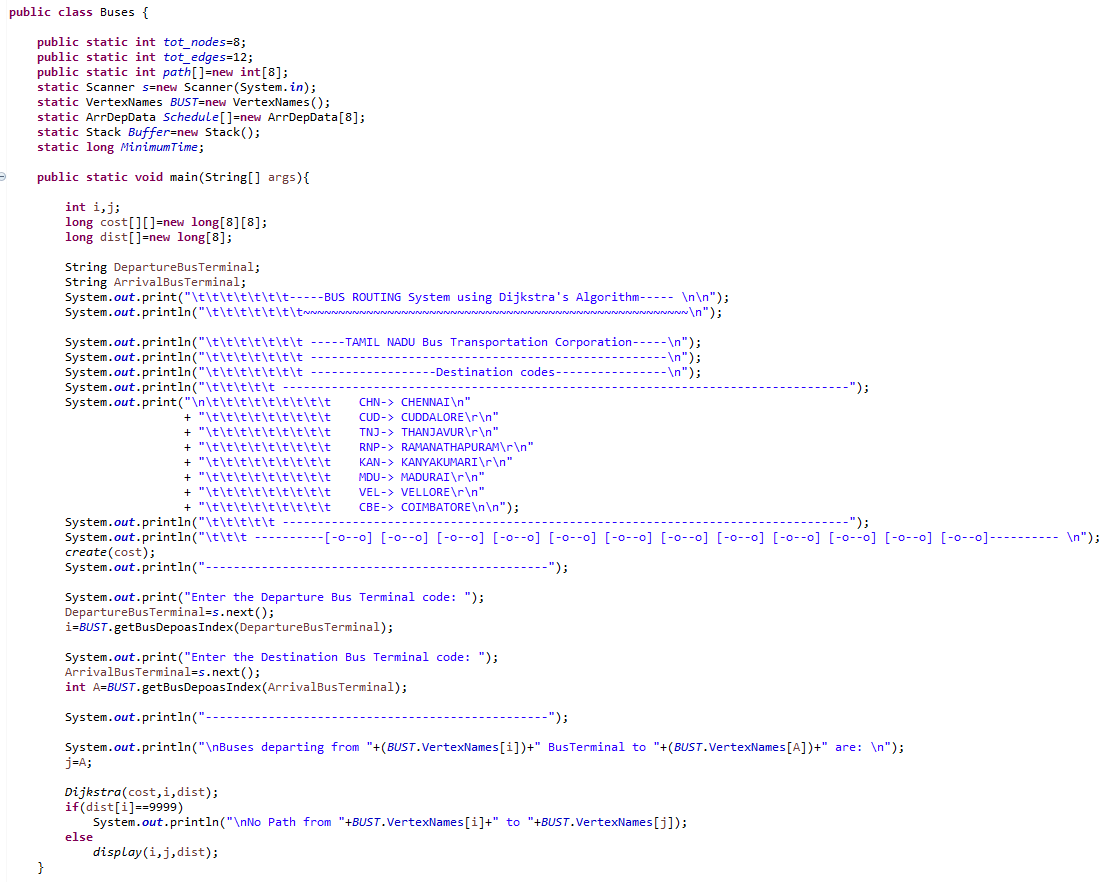 public class Buses {
public static int tot_nodes=8;
public static int tot_edges=12;
public static int path[]=new int[8];
static Scanner s=new Scanner(System.in);
static VertexNames BUST=new VertexNames();
static ArrDepData Schedule[]=new ArrDepData[8];
static Stack Buffer=new Stack();
static long MinimumTime;
public static void main(String[] args){
int i,j;
long cost[][]=new long[8][8];
long dist[]=new long[8];
String DepartureBusTerminal;
String ArrivalBusTerminal;
System.out.print("\t\t\t\t\t\t\t-----BUS ROUTING System using Dijkstra's Algorithm----- \n\n");
System.out.println("\t\t\t\t\t\t\t~~~~~~~~~~~~~~~~~~~~~~~~~~~~~~~~~~~~~~~~~~~~~~~~~~~~~~~\n");
System.out.println("\t\t\t\t\t\t\t -----TAMIL NADU Bus Transportation Corporation-----\n");
System.out.println("\t\t\t\t\t\t\t ---------------------------------------------------\n");
System.out.println("\t\t\t\t\t\t\t ------------------Destination codes----------------\n");
System.out.println("\t\t\t\t\t ---------------------------------------------------------------------------------");
System.out.print("\n\t\t\t\t\t\t\t\t\t    CHN-> CHENNAI\n"
+ "\t\t\t\t\t\t\t\t\t    CUD-> CUDDALORE\r\n"
+ "\t\t\t\t\t\t\t\t\t    TNJ-> THANJAVUR\r\n"
+ "\t\t\t\t\t\t\t\t\t    RNP-> RAMANATHAPURAM\r\n"
+ "\t\t\t\t\t\t\t\t\t    KAN-> KANYAKUMARI\r\n"
+ "\t\t\t\t\t\t\t\t\t    MDU-> MADURAI\r\n"
+ "\t\t\t\t\t\t\t\t\t    VEL-> VELLORE\r\n"
+ "\t\t\t\t\t\t\t\t\t    CBE-> COIMBATORE\n\n");
System.out.println("\t\t\t\t\t ---------------------------------------------------------------------------------");
System.out.println("\t\t\t ----------[-o--o] [-o--o] [-o--o] [-o--o] [-o--o] [-o--o] [-o--o] [-o--o] [-o--o] [-o--o] [-o--o] [-o--o]---------- \n");
create(cost);
System.out.println("-------------------------------------------------");
System.out.print("Enter the Departure Bus Terminal code: ");
DepartureBusTerminal=s.next();
i=BUST.getBusDepoasIndex(DepartureBusTerminal);
System.out.print("Enter the Destination Bus Terminal code: ");
ArrivalBusTerminal=s.next();
int A=BUST.getBusDepoasIndex(ArrivalBusTerminal);
System.out.println("-------------------------------------------------");
System.out.println("\nBuses departing from "+(BUST.VertexNames[i])+" BusTerminal to "+(BUST.VertexNames[A])+" are: \n");
j=A;
Dijkstra(cost,i,dist);
if(dist[i]==9999)
System.out.println("\nNo Path from "+BUST.VertexNames[i]+" to "+BUST.VertexNames[j]);
else
display(i,j,dist);
}